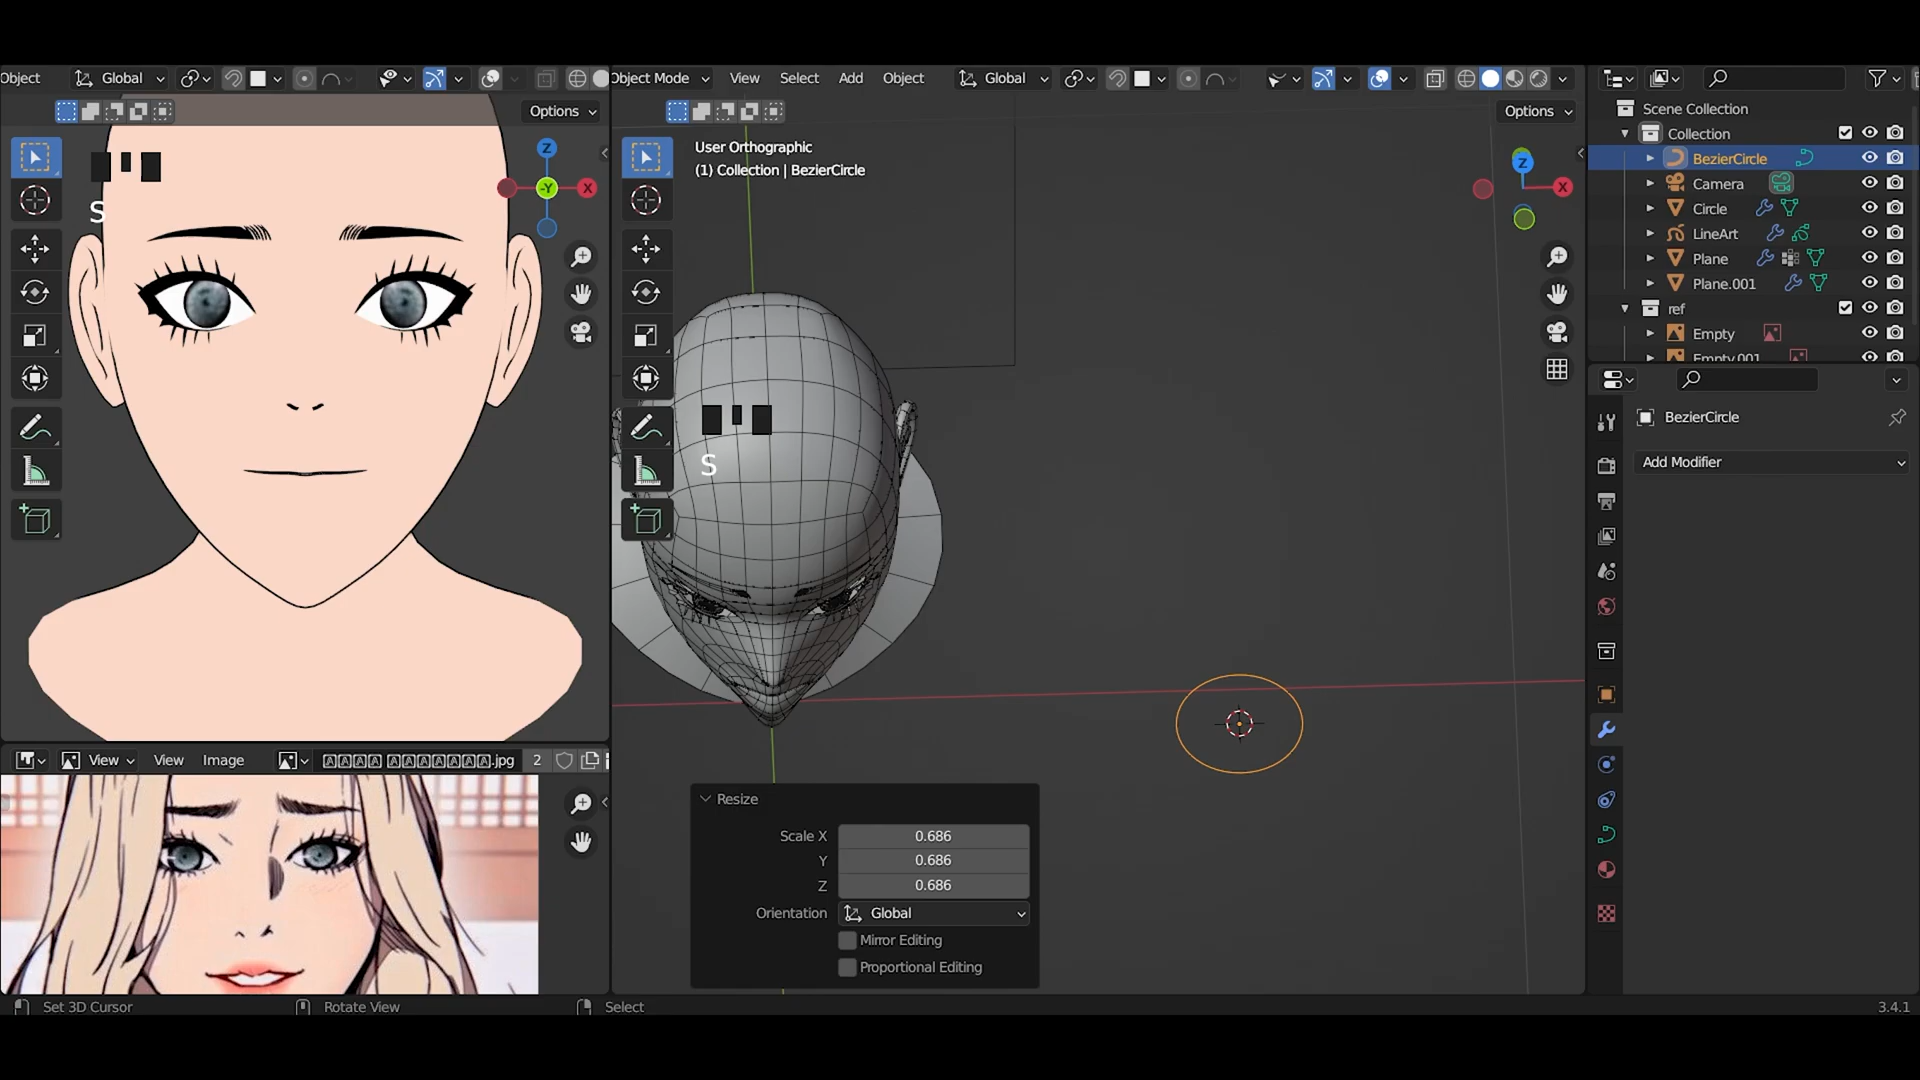 Object Global
Options
Z
-Y X
S
Object Mode View Select Add Object Global
Options
User Orthographic
(1) Collection | BezierCircle
Z
X
S
Scene Collection
Collection
BezierCircle
Camera
Circle
LineArt
Plane
Plane.001
ref
Empty
Empty.001
BezierCircle
Add Modifier
View View Image .jpg 2
Resize
Scale X 0.686
Y 0.686
Z 0.686
Orientation Global
Mirror Editing
Proportional Editing
Set 3D Cursor Rotate View Select 3.4.1